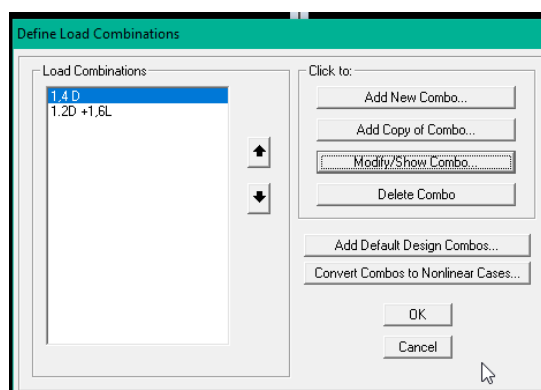 Define Load Combinations
Load Combinations
1,4 D
1.2D +1,6L
Click to:
Add New Combo...
Add Copy of Combo...
Modify/Show Combo...
Delete Combo
Add Default Design Combos...
Convert Combos to Nonlinear Cases...
OK
Cancel